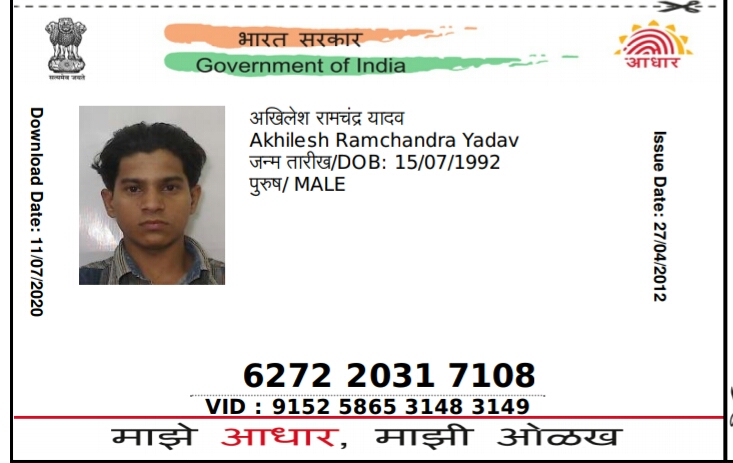 सत्यमेव जयते
भारत सरकार
Government of India
आधार
Download Date: 11/07/2020
अखिलेश रामचंद्र यादव
Akhilesh Ramchandra Yadav
जन्म तारीख/DOB: 15/07/1992
पुरुष/ MALE
Issue Date: 27/04/2012
6272 2031 7108
VID : 9152 5865 3148 3149
माझे आधार, माझी ओळख